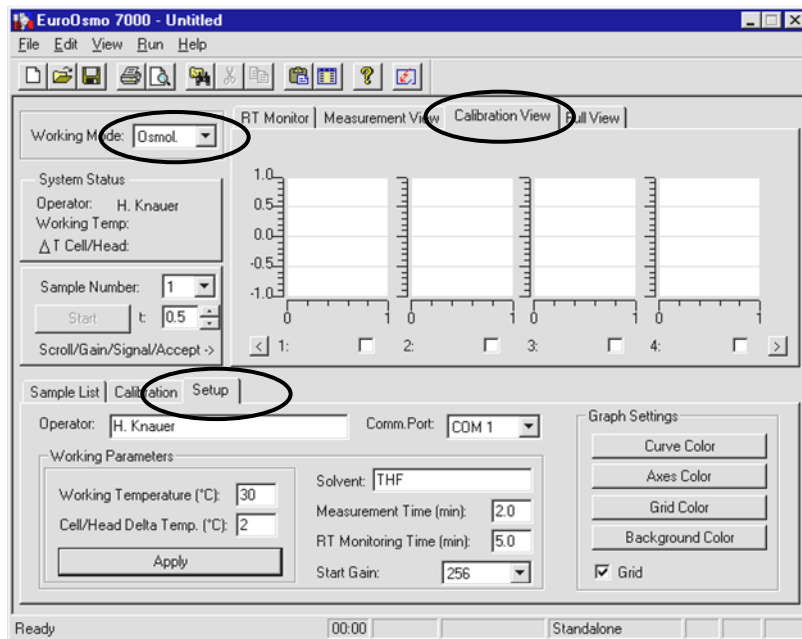 EuroOsmo 7000 - Untitled
File Edit View Run Help
Working Mode: Osmol.
RT Monitor Measurement View Calibration View Full View
System Status
Operator: H. Knauer
Working Temp:
Δ T Cell/Head:
Sample Number: 1
Start t: 0.5
Scroll/Gain/Signal/Accept ->
1.0
0.5
0.0
-0.5
-1.0
0 1 0 1 0 1 0 1
< 1: 2: 3: 4: >
Sample List Calibration Setup
Operator: H. Knauer Comm.Port: COM 1
Working Parameters
Working Temperature (°C): 30
Cell/Head Delta Temp. (°C): 2
Apply
Solvent: THF
Measurement Time (min): 2.0
RT Monitoring Time (min): 5.0
Start Gain: 256
Graph Settings
Curve Color
Axes Color
Grid Color
Background Color
Grid
Ready 00:00 Standalone